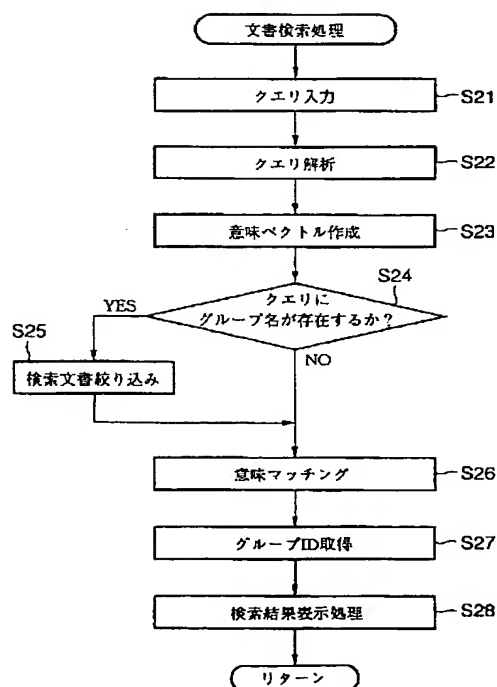 文書検索処理
クエリ入力
S21
クエリ解析
S22
意味ベクトル作成
S23
S24
クエリに
グループ名が存在するか?
YES
NO
S25
検索文書絞り込み
意味マッチング
S26
グループID取得
S27
検索結果表示処理
S28
リターン